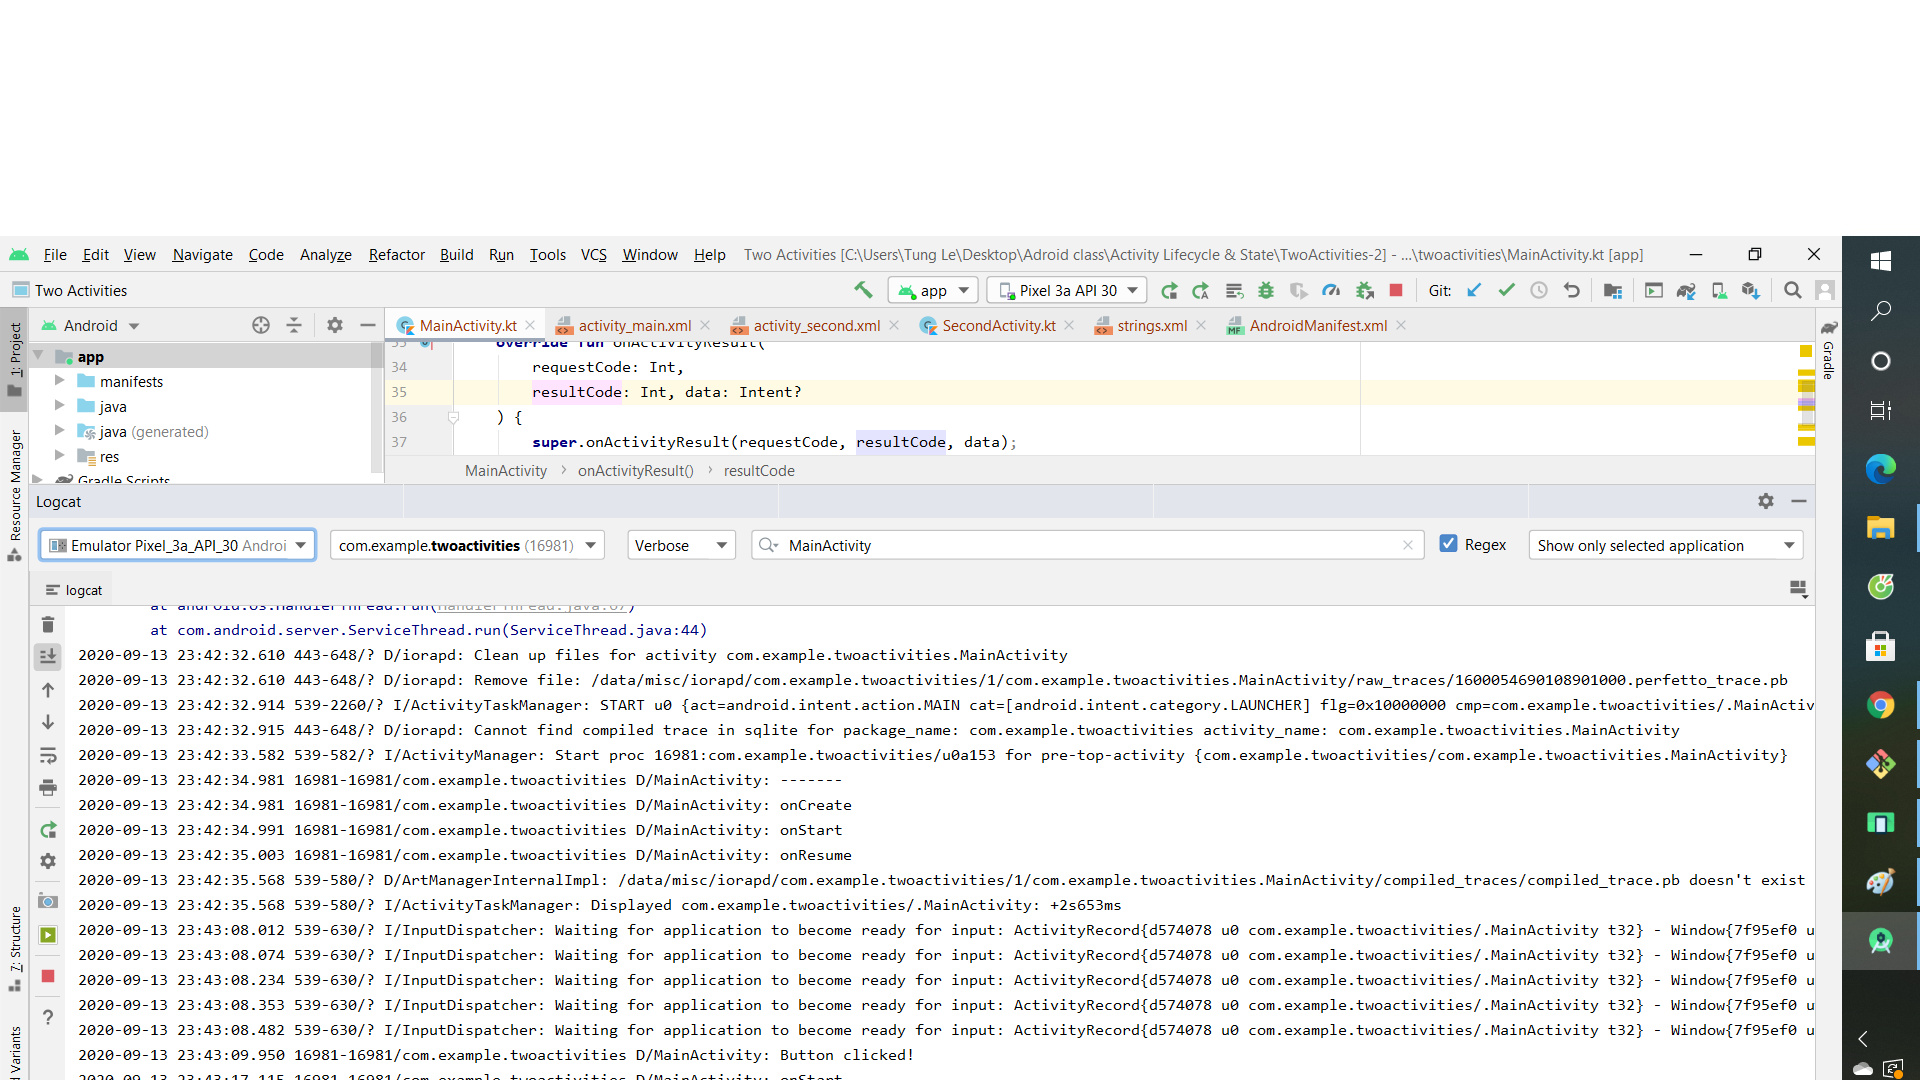 File Edit View Navigate Code Analyze Refactor Build Run Tools VCS Window Help Two Activities [C:\Users\Tung Le\Desktop\Adroid class\Activity Lifecycle & State\TwoActivities-2] - ...\twoactivities\MainActivity.kt [app]
Two Activities app Pixel 3a API 30 Git:
1: Project
Android MainActivity.kt activity_main.xml activity_second.xml SecondActivity.kt strings.xml AndroidManifest.xml
Gradle
app
manifests
java
java (generated)
res
Gradle Scripts
override fun onActivityResult(
34 requestCode: Int,
35 resultCode: Int, data: Intent?
36 ) {
37 super.onActivityResult(requestCode, resultCode, data);
MainActivity > onActivityResult() > resultCode
Resource Manager
Logcat
Emulator Pixel_3a_API_30 Androi com.example.twoactivities (16981) Verbose MainActivity Regex Show only selected application
logcat
at android.os.HandlerThread.run(HandlerThread.java:67)
at com.android.server.ServiceThread.run(ServiceThread.java:44)
2020-09-13 23:42:32.610 443-648/? D/iorapd: Clean up files for activity com.example.twoactivities.MainActivity
2020-09-13 23:42:32.610 443-648/? D/iorapd: Remove file: /data/misc/iorapd/com.example.twoactivities/1/com.example.twoactivities.MainActivity/raw_traces/1600054690108901000.perfetto_trace.pb
2020-09-13 23:42:32.914 539-2260/? I/ActivityTaskManager: START u0 {act=android.intent.action.MAIN cat=[android.intent.category.LAUNCHER] flg=0x10000000 cmp=com.example.twoactivities/.MainActiv
2020-09-13 23:42:32.915 443-648/? D/iorapd: Cannot find compiled trace in sqlite for package_name: com.example.twoactivities activity_name: com.example.twoactivities.MainActivity
2020-09-13 23:42:33.582 539-582/? I/ActivityManager: Start proc 16981:com.example.twoactivities/u0a153 for pre-top-activity {com.example.twoactivities/com.example.twoactivities.MainActivity}
2020-09-13 23:42:34.981 16981-16981/com.example.twoactivities D/MainActivity: -------
2020-09-13 23:42:34.981 16981-16981/com.example.twoactivities D/MainActivity: onCreate
2020-09-13 23:42:34.991 16981-16981/com.example.twoactivities D/MainActivity: onStart
2020-09-13 23:42:35.003 16981-16981/com.example.twoactivities D/MainActivity: onResume
2020-09-13 23:42:35.568 539-580/? D/ArtManagerInternalImpl: /data/misc/iorapd/com.example.twoactivities/1/com.example.twoactivities.MainActivity/compiled_traces/compiled_trace.pb doesn't exist
2020-09-13 23:42:35.568 539-580/? I/ActivityTaskManager: Displayed com.example.twoactivities/.MainActivity: +2s653ms
2020-09-13 23:43:08.012 539-630/? I/InputDispatcher: Waiting for application to become ready for input: ActivityRecord{d574078 u0 com.example.twoactivities/.MainActivity t32} - Window{7f95ef0 u
2020-09-13 23:43:08.074 539-630/? I/InputDispatcher: Waiting for application to become ready for input: ActivityRecord{d574078 u0 com.example.twoactivities/.MainActivity t32} - Window{7f95ef0 u
2020-09-13 23:43:08.234 539-630/? I/InputDispatcher: Waiting for application to become ready for input: ActivityRecord{d574078 u0 com.example.twoactivities/.MainActivity t32} - Window{7f95ef0 u
2020-09-13 23:43:08.353 539-630/? I/InputDispatcher: Waiting for application to become ready for input: ActivityRecord{d574078 u0 com.example.twoactivities/.MainActivity t32} - Window{7f95ef0 u
2020-09-13 23:43:08.482 539-630/? I/InputDispatcher: Waiting for application to become ready for input: ActivityRecord{d574078 u0 com.example.twoactivities/.MainActivity t32} - Window{7f95ef0 u
2020-09-13 23:43:09.950 16981-16981/com.example.twoactivities D/MainActivity: Button clicked!
2020-09-13 23:43:17.115 16981-16981/com.example.twoactivities D/MainActivity: onStart
7: Structure
d Variants